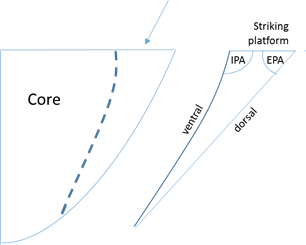 Striking
platform
IPA
EPA
Core
ventral
dorsal